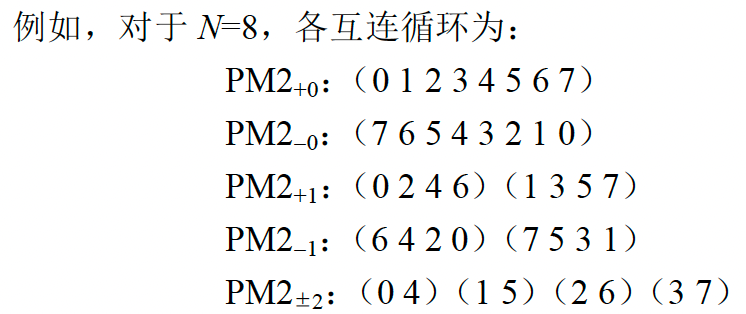 例如，对于 N=8，各互连循环为：
PM2₊₀：（0 1 2 3 4 5 6 7）
PM2₋₀：（7 6 5 4 3 2 1 0）
PM2₊₁：（0 2 4 6）（1 3 5 7）
PM2₋₁：（6 4 2 0）（7 5 3 1）
PM2±₂：（0 4）（1 5）（2 6）（3 7）